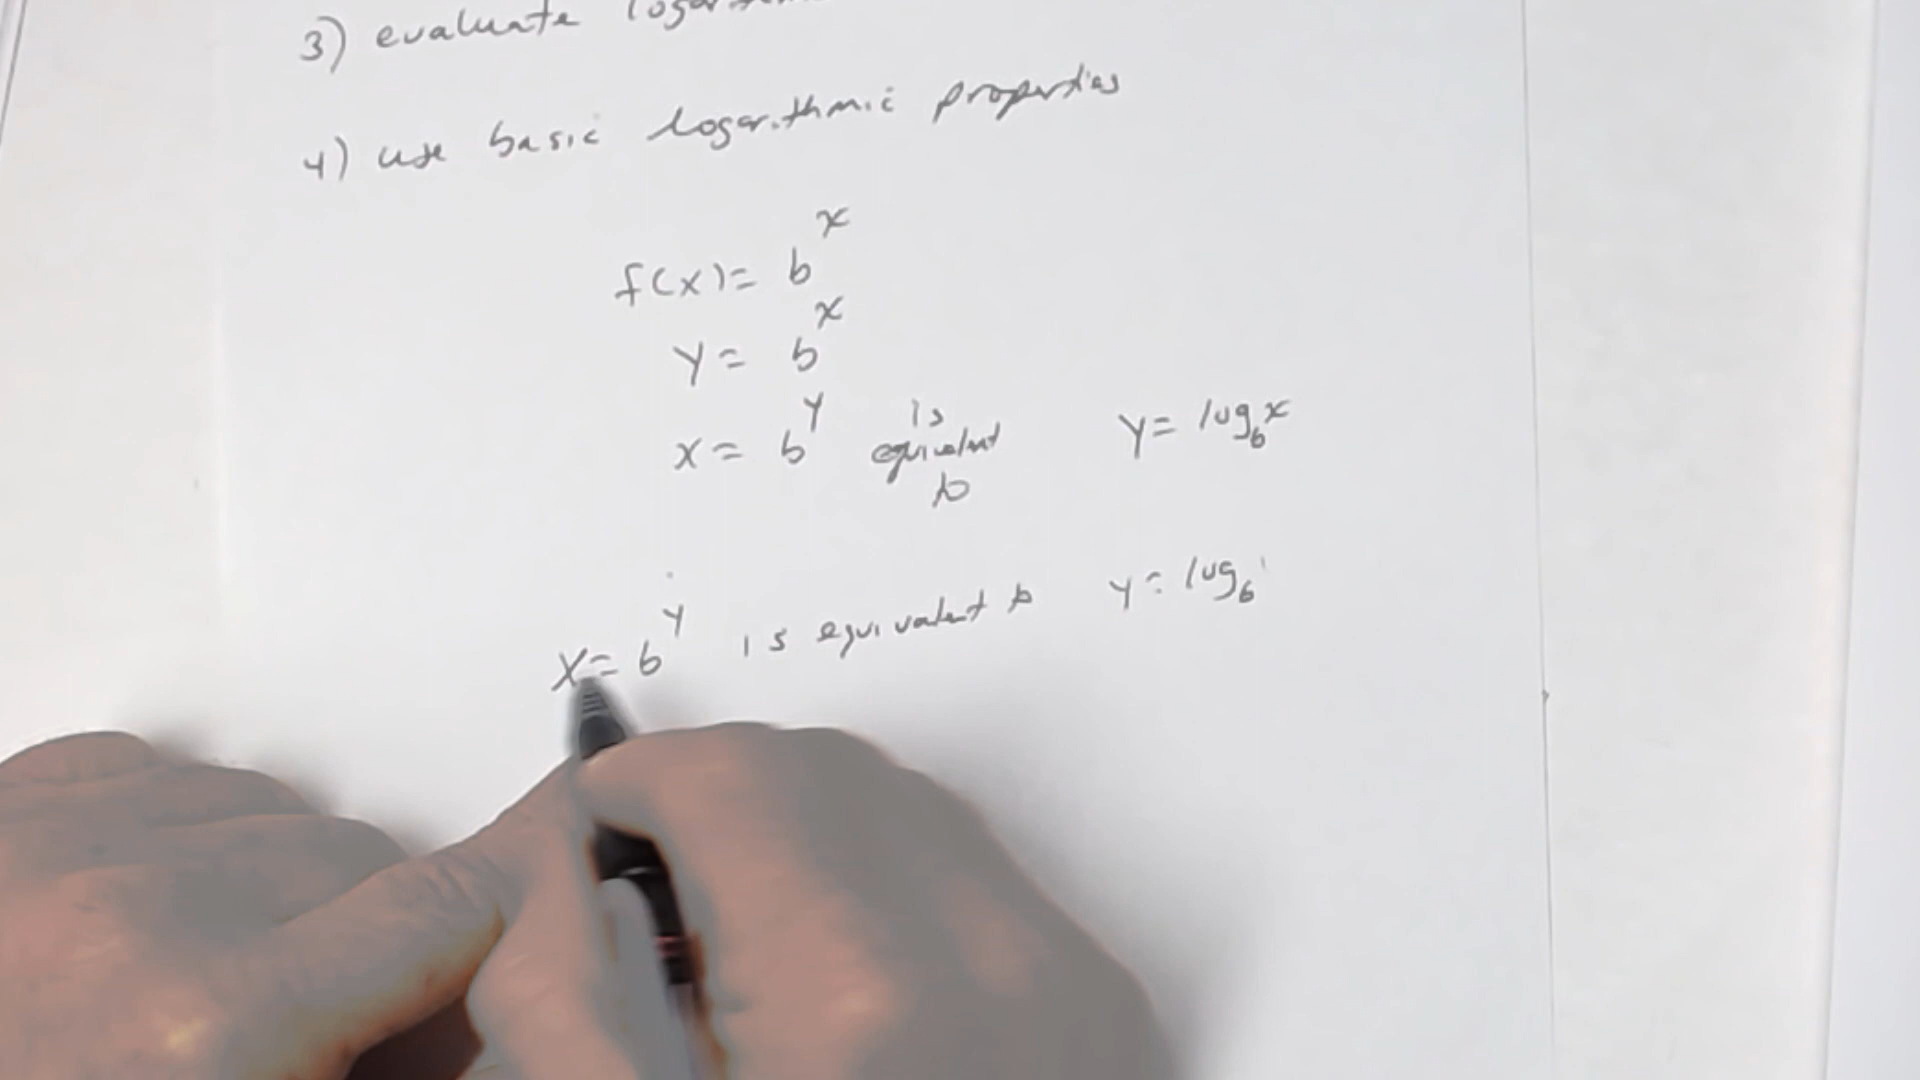 3) evaluate
4) use basic logarithmic properties
f(x) = b^x
y = b^x
x = b^y is equivalent to y = log_b x
x = b^y is equivalent to y = log_b